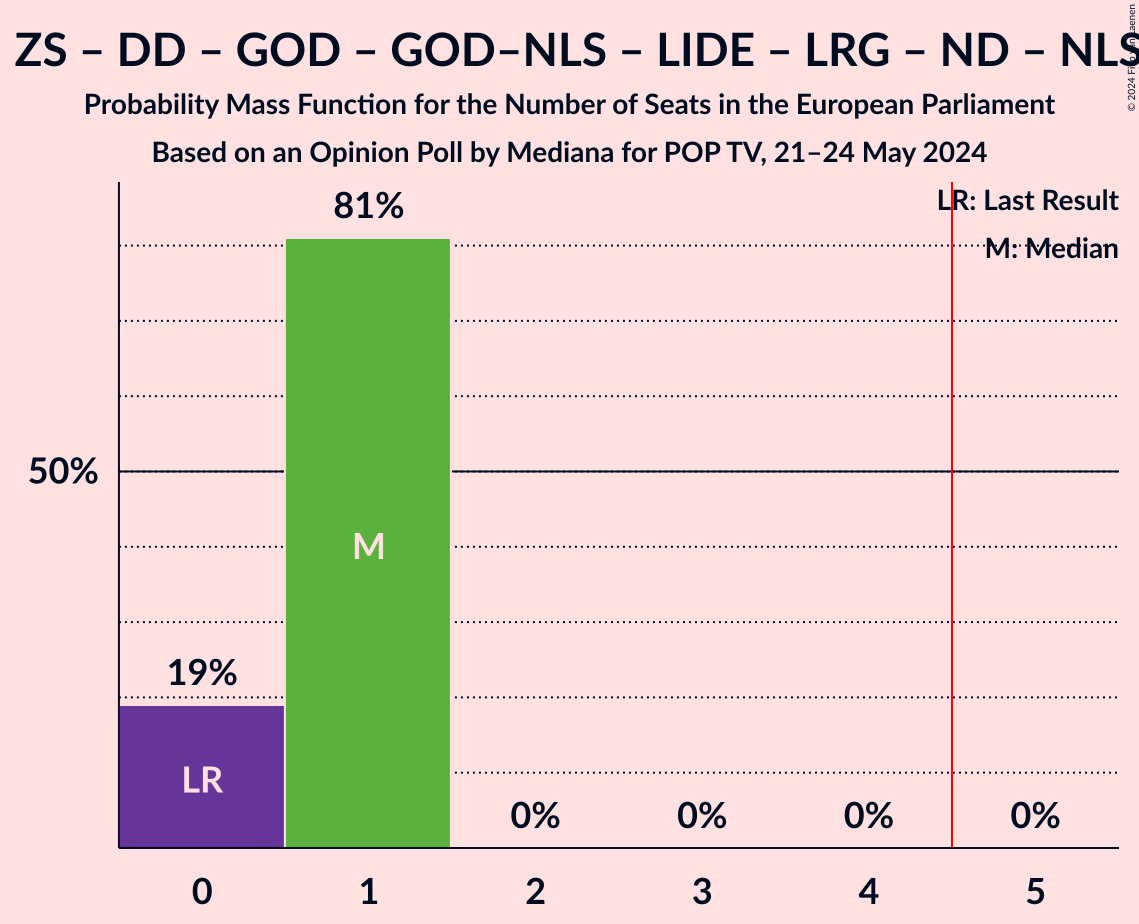 ZS – DD – GOD – GOD–NLS – LIDE – LRG – ND – NLS
Probability Mass Function for the Number of Seats in the European Parliament
Based on an Opinion Poll by Mediana for POP TV, 21–24 May 2024
LR: Last Result
M: Median
81%
50%
M
19%
LR
0%
0%
0%
0%
0
1
2
3
4
5
© 2024